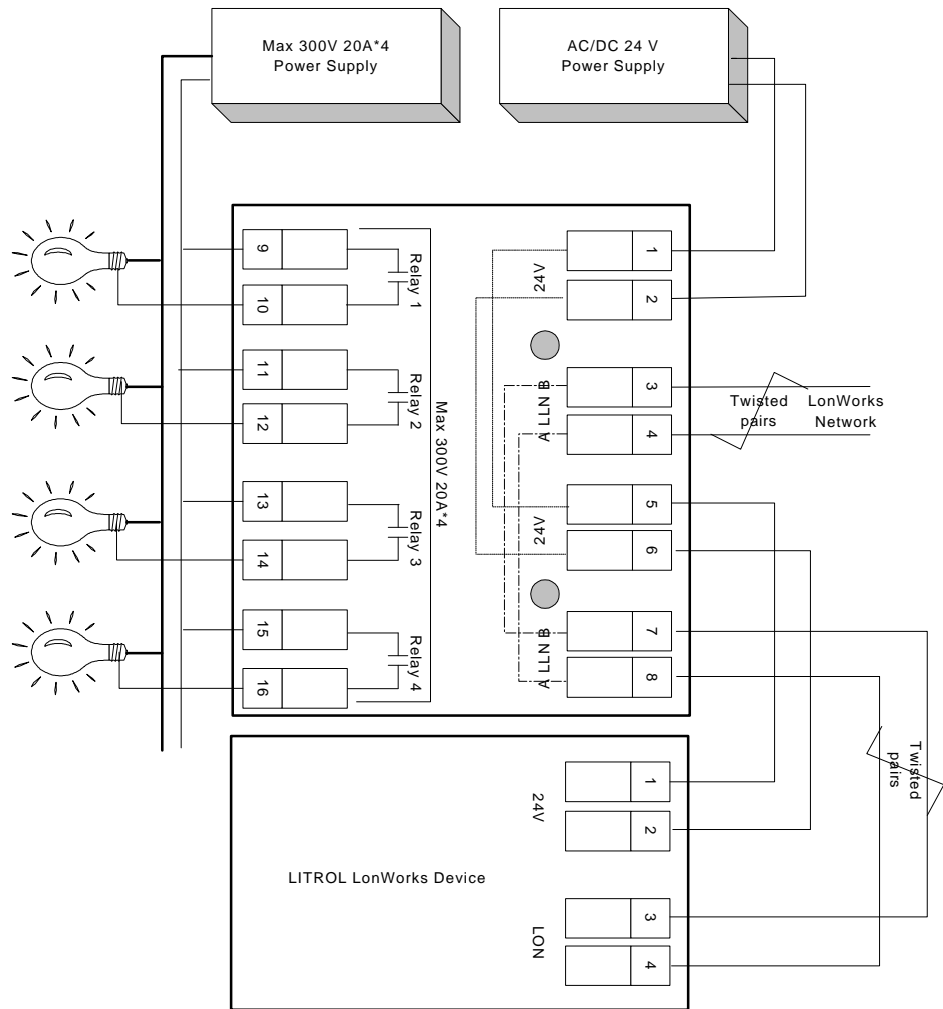 Max 300V 20A*4
Power Supply
AC/DC 24 V
Power Supply
9
10
Relay 1
11
12
Relay 2
13
14
Relay 3
15
16
Relay 4
Max 300V 20A*4
1
2
24V
3
4
A LLN B
5
6
24V
7
8
A LLN B
Twisted
pairs
LonWorks
Network
Twisted
pairs
1
2
24V
3
4
LON
LITROL LonWorks Device